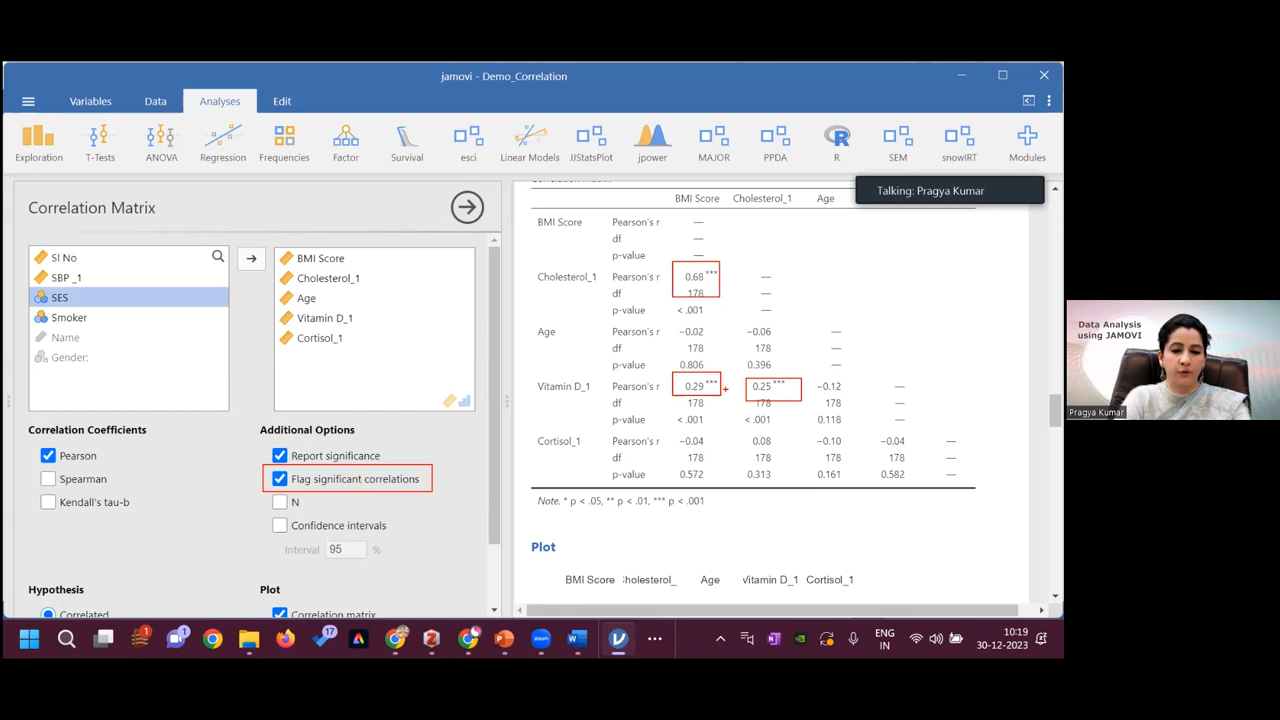 jamovi - Demo_Correlation
Variables Data Analyses Edit
Exploration T-Tests ANOVA Regression Frequencies Factor Survival esci Linear Models JJStatsPlot jpower MAJOR PPDA R SEM snowIRT Modules
Talking: Pragya Kumar
Correlation Matrix
Sl No
SBP _1
SES
Smoker
Name
Gender:
BMI Score
Cholesterol_1
Age
Vitamin D_1
Cortisol_1
Correlation Coefficients
Pearson
Spearman
Kendall's tau-b
Additional Options
Report significance
Flag significant correlations
N
Confidence intervals
Interval 95 %
Hypothesis
Correlated
Plot
Correlation matrix
BMI Score Cholesterol_1 Age
BMI Score Pearson's r —
df —
p-value —
Cholesterol_1 Pearson's r 0.68 *** —
df 178 —
p-value < .001 —
Age Pearson's r −0.02 −0.06 —
df 178 178 —
p-value 0.806 0.396 —
Vitamin D_1 Pearson's r 0.29 *** 0.25 *** −0.12 —
df 178 178 178 —
p-value < .001 < .001 0.118 —
Cortisol_1 Pearson's r −0.04 0.08 −0.10 −0.04 —
df 178 178 178 178 —
p-value 0.572 0.313 0.161 0.582 —
Note. * p < .05, ** p < .01, *** p < .001
Plot
BMI Score holesterol_ Age Vitamin D_1 Cortisol_1
Data Analysis
using JAMOVI
Pragya Kumar
1
1
17
zoom
ENG
IN
10:19
30-12-2023